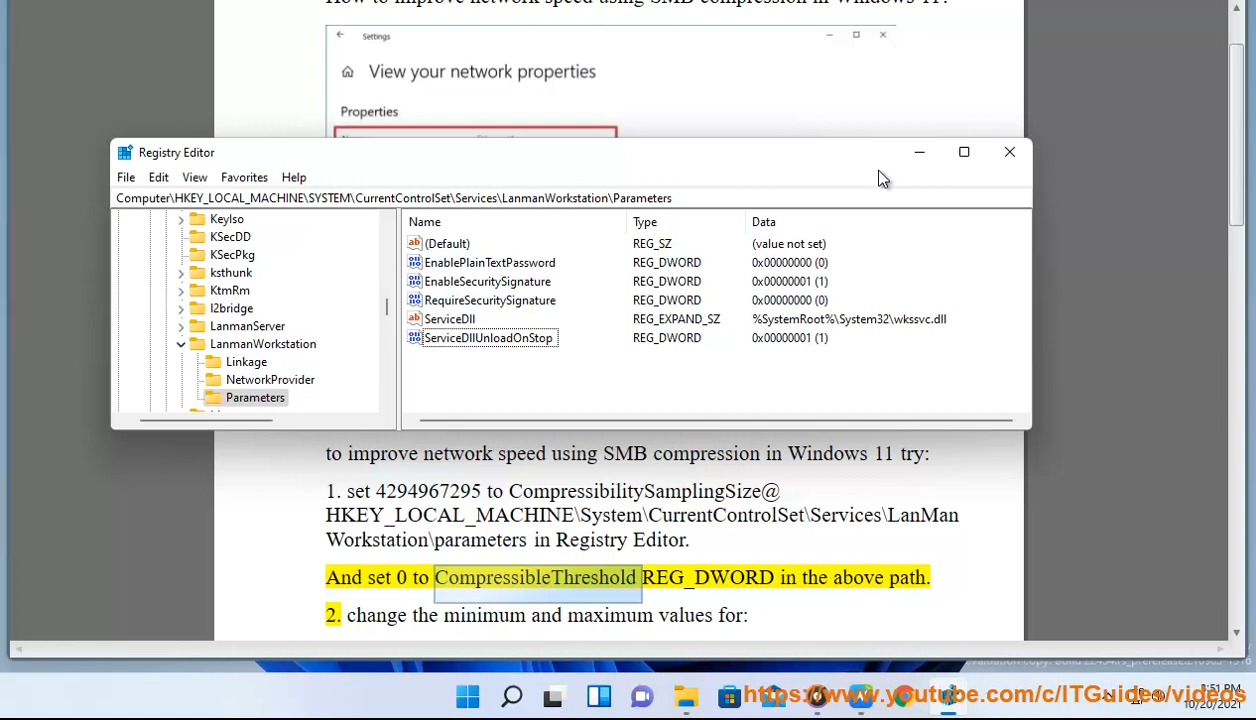 How to improve network speed using SMB compression in Windows 11?
Settings
View your network properties
Properties
Registry Editor
File Edit View Favorites Help
Computer\HKEY_LOCAL_MACHINE\SYSTEM\CurrentControlSet\Services\LanmanWorkstation\Parameters
KeyIso
KSecDD
KSecPkg
ksthunk
KtmRm
l2bridge
LanmanServer
LanmanWorkstation
Linkage
NetworkProvider
Parameters
Name Type Data
(Default) REG_SZ (value not set)
EnablePlainTextPassword REG_DWORD 0x00000000 (0)
EnableSecuritySignature REG_DWORD 0x00000001 (1)
RequireSecuritySignature REG_DWORD 0x00000000 (0)
ServiceDll REG_EXPAND_SZ %SystemRoot%\System32\wkssvc.dll
ServiceDllUnloadOnStop REG_DWORD 0x00000001 (1)
to improve network speed using SMB compression in Windows 11 try:
1. set 4294967295 to CompressibilitySamplingSize@
HKEY_LOCAL_MACHINE\System\CurrentControlSet\Services\LanMan
Workstation\parameters in Registry Editor.
And set 0 to CompressibleThreshold REG_DWORD in the above path.
2. change the minimum and maximum values for:
https://www.youtube.com/c/ITGuides/videos
:51 PM
10/20/2021